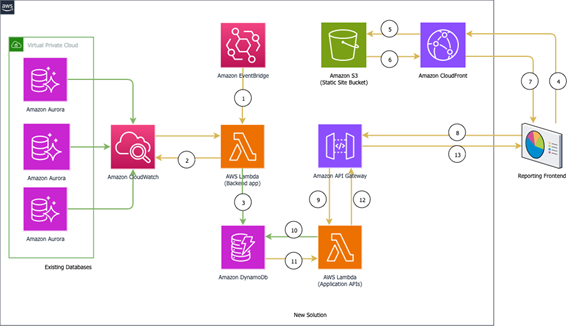 aws
Virtual Private Cloud
Amazon Aurora
Amazon Aurora
Amazon Aurora
Existing Databases
Amazon CloudWatch
Amazon EventBridge
1
2
AWS Lambda
(Backend app)
3
Amazon DynamoDb
10
11
AWS Lambda
(Application APIs)
9
12
Amazon API Gateway
8
13
Amazon S3
(Static Site Bucket)
5
6
Amazon CloudFront
7
4
Reporting Frontend
New Solution